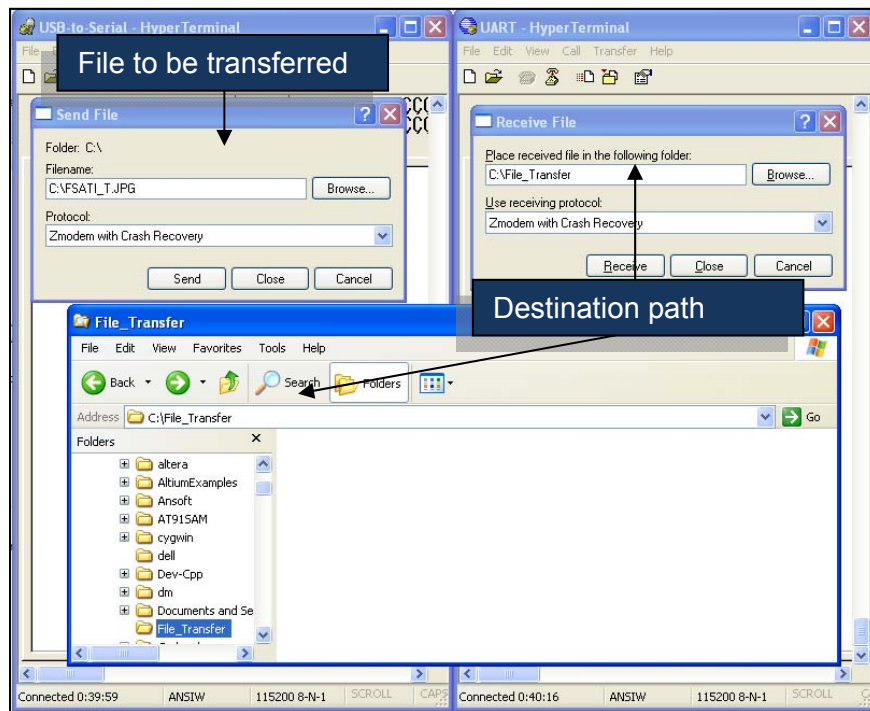 USB-to-Serial - HyperTerminal
File
File to be transferred
Send File
Folder: C:\
Filename:
C:\FSATI_T.JPG
Browse...
Protocol:
Zmodem with Crash Recovery
Send Close Cancel
UART - HyperTerminal
File Edit View Call Transfer Help
Receive File
Place received file in the following folder:
C:\File_Transfer
Browse...
Use receiving protocol:
Zmodem with Crash Recovery
Receive Close Cancel
Destination path
File_Transfer
File Edit View Favorites Tools Help
Back Search Folders
Address C:\File_Transfer Go
Folders
altera
AltiumExamples
Ansoft
AT91SAM
cygwin
dell
Dev-Cpp
dm
Documents and Se
File_Transfer
Connected 0:39:59 ANSIW 115200 8-N-1 SCROLL CAPS
Connected 0:40:16 ANSIW 115200 8-N-1 SCROLL